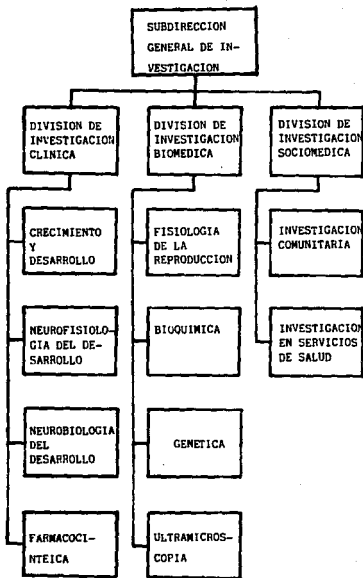 SUBDIRECCION
GENERAL DE IN-
VESTIGACION
DIVISION DE
INVESTIGACION
CLINICA
DIVISION DE
INVESTIGACION
BIOMEDICA
DIVISION DE
INVESTIGACION
SOCIOMEDICA
CRECIMIENTO
Y
DESARROLLO
FISIOLOGIA
DE LA
REPRODUCCION
INVESTIGACION
COMUNITARIA
NEUROFISIOLO-
GIA DEL DE-
SARROLLO
BIOQUIMICA
INVESTIGACION
EN SERVICIOS
DE SALUD
NEUROBIOLOGIA
DEL
DESARROLLO
GENETICA
FARMACOCI-
NTEICA
ULTRAMICROS-
COPIA